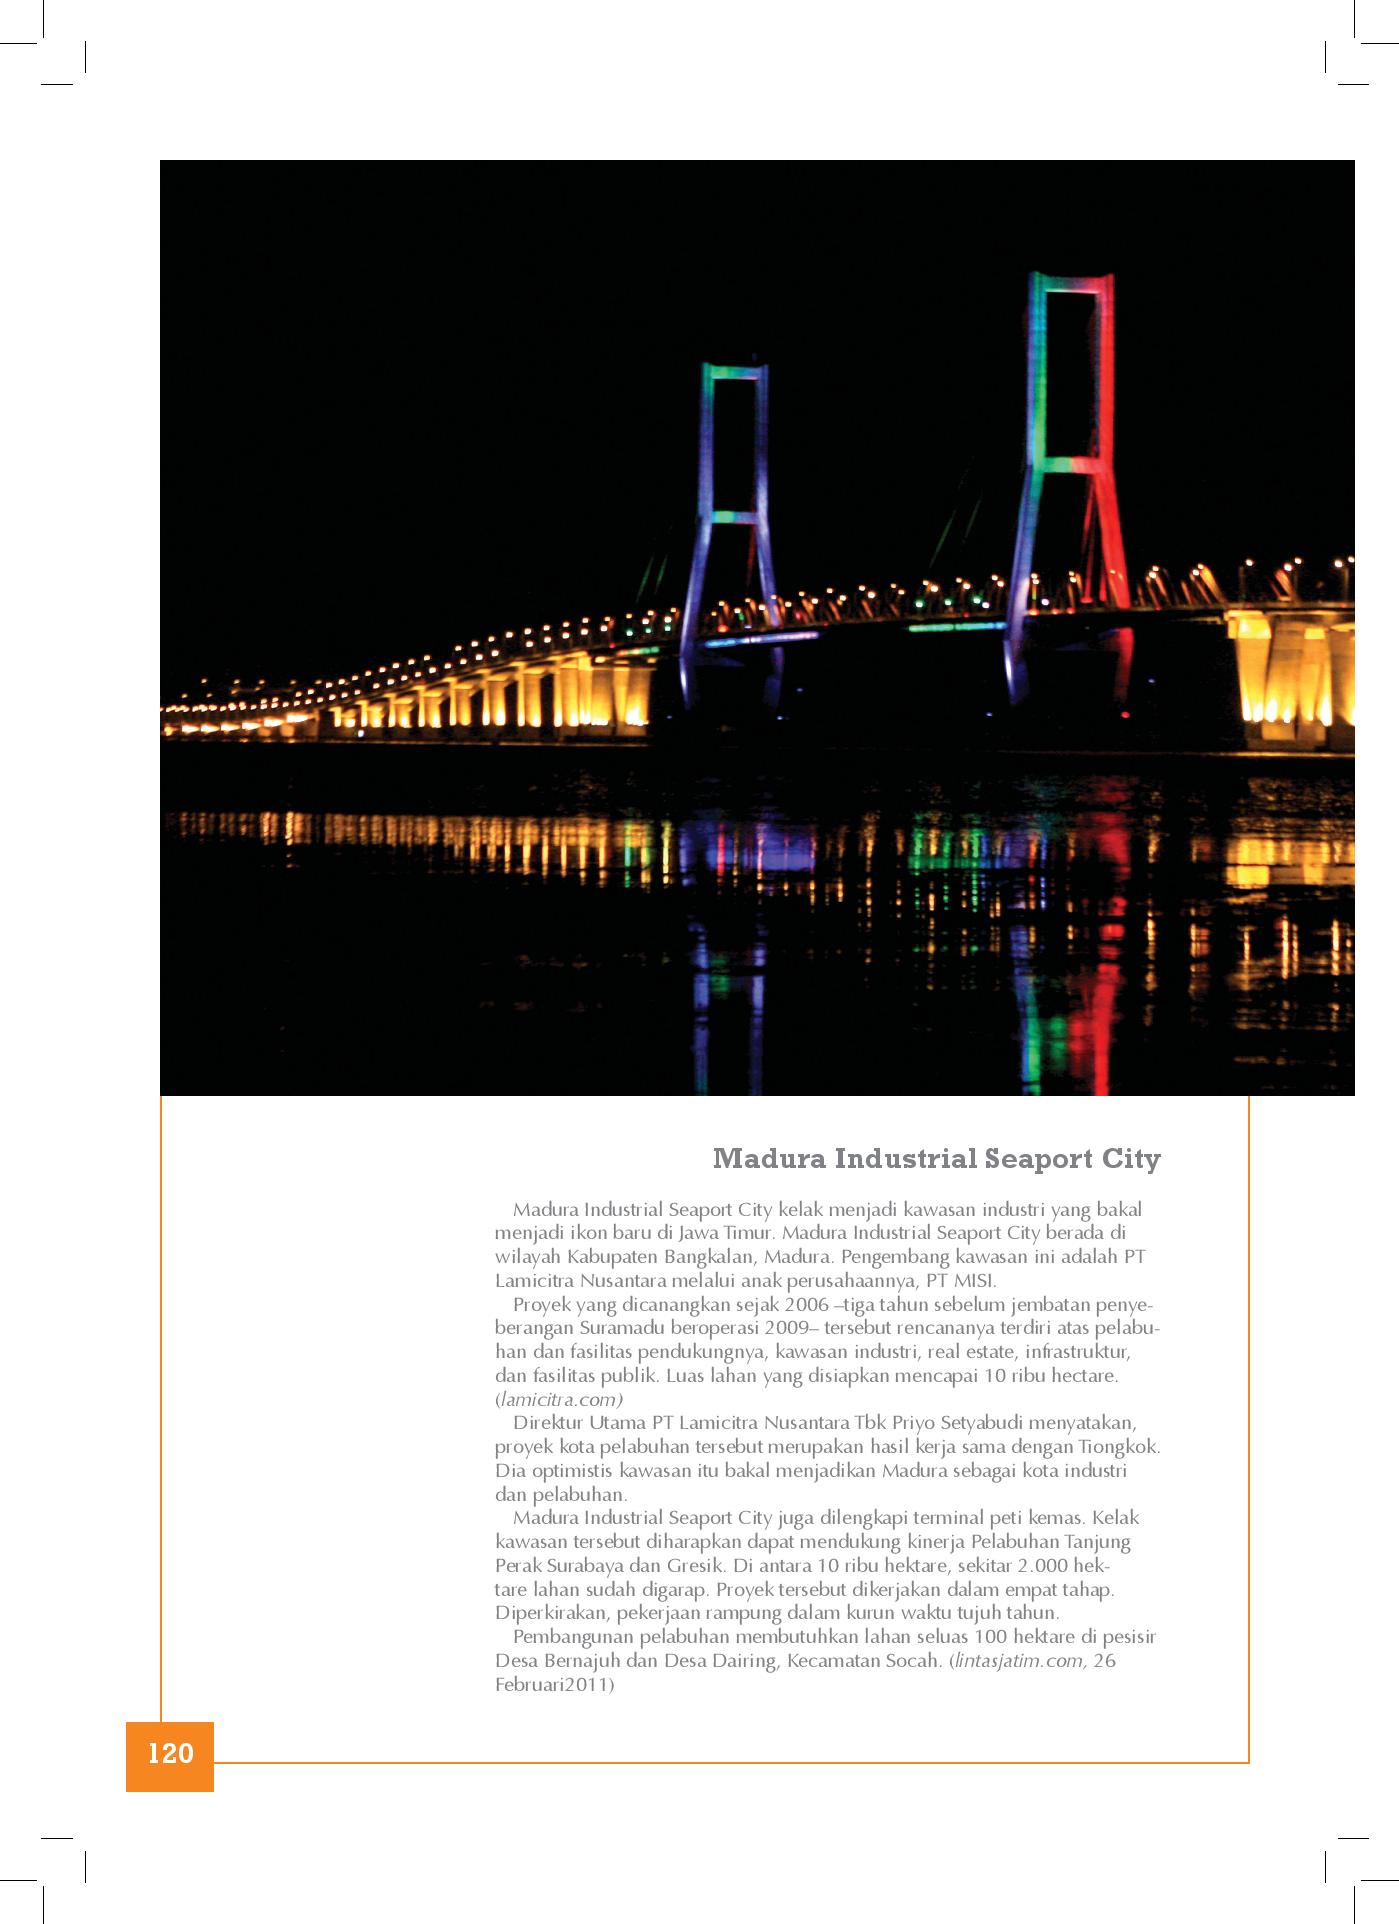 Madura Industrial Seaport City
Madura Industrial Seaport City kelak menjadi kawasan industri yang bakal
menjadi ikon baru di Jawa Timur. Madura Industrial Seaport City berada di
wilayah Kabupaten Bangkalan, Madura. Pengembang kawasan ini adalah PT
Lamicitra Nusantara melalui anak perusahaannya, PT MISI.
Proyek yang dicanangkan sejak 2006 –tiga tahun sebelum jembatan penye-
berangan Suramadu beroperasi 2009– tersebut rencananya terdiri atas pelabu-
han dan fasilitas pendukungnya, kawasan industri, real estate, infrastruktur,
dan fasilitas publik. Luas lahan yang disiapkan mencapai 10 ribu hectare.
(lamicitra.com)
Direktur Utama PT Lamicitra Nusantara Tbk Priyo Setyabudi menyatakan,
proyek kota pelabuhan tersebut merupakan hasil kerja sama dengan Tiongkok.
Dia optimistis kawasan itu bakal menjadikan Madura sebagai kota industri
dan pelabuhan.
Madura Industrial Seaport City juga dilengkapi terminal peti kemas. Kelak
kawasan tersebut diharapkan dapat mendukung kinerja Pelabuhan Tanjung
Perak Surabaya dan Gresik. Di antara 10 ribu hektare, sekitar 2.000 hek-
tare lahan sudah digarap. Proyek tersebut dikerjakan dalam empat tahap.
Diperkirakan, pekerjaan rampung dalam kurun waktu tujuh tahun.
Pembangunan pelabuhan membutuhkan lahan seluas 100 hektare di pesisir
Desa Bernajuh dan Desa Dairing, Kecamatan Socah. (lintasjatim.com, 26
Februari2011)
120